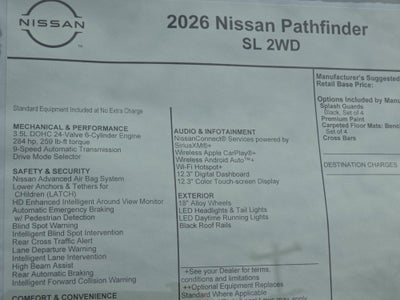 NISSAN
2026 Nissan Pathfinder
SL 2WD
Standard Equipment Included at No Extra Charge
MECHANICAL & PERFORMANCE
3.5L DOHC 24-Valve 6-Cylinder Engine
284 hp, 259 lb-ft torque
9-Speed Automatic Transmission
Drive Mode Selector
SAFETY & SECURITY
Nissan Advanced Air Bag System
Lower Anchors & Tethers for
CHildren (LATCH)
HD Enhanced Intelligent Around View Monitor
Automatic Emergency Braking
w/ Pedestrian Detection
Blind Spot Warning
Intelligent Blind Spot Intervention
Rear Cross Traffic Alert
Lane Departure Warning
Intelligent Lane Intervention
High Beam Assist
Rear Automatic Braking
Intelligent Forward Collision Warning
COMFORT & CONVENIENCE
AUDIO & INFOTAINMENT
NissanConnect® Services powered by
SiriusXM®+
Wireless Apple CarPlay®+
Wireless Android Auto™+
Wi-Fi Hotspot+
12.3" Digital Dashboard
12.3" Color Touch-screen Display
EXTERIOR
18" Alloy Wheels
LED Headlights & Tail Lights
LED Daytime Running Lights
Black Roof Rails
+See your Dealer for terms,
conditions and limitations
++Optional Equipment Replaces
Standard Where Applicable
Manufacturer's Suggested
Retail Base Price:
Options Included by Manu
Splash Guards
Black, Set of 4
Premium Paint
Carpeted Floor Mats: Bench
Set of 4
Cross Bars
DESTINATION CHARGES